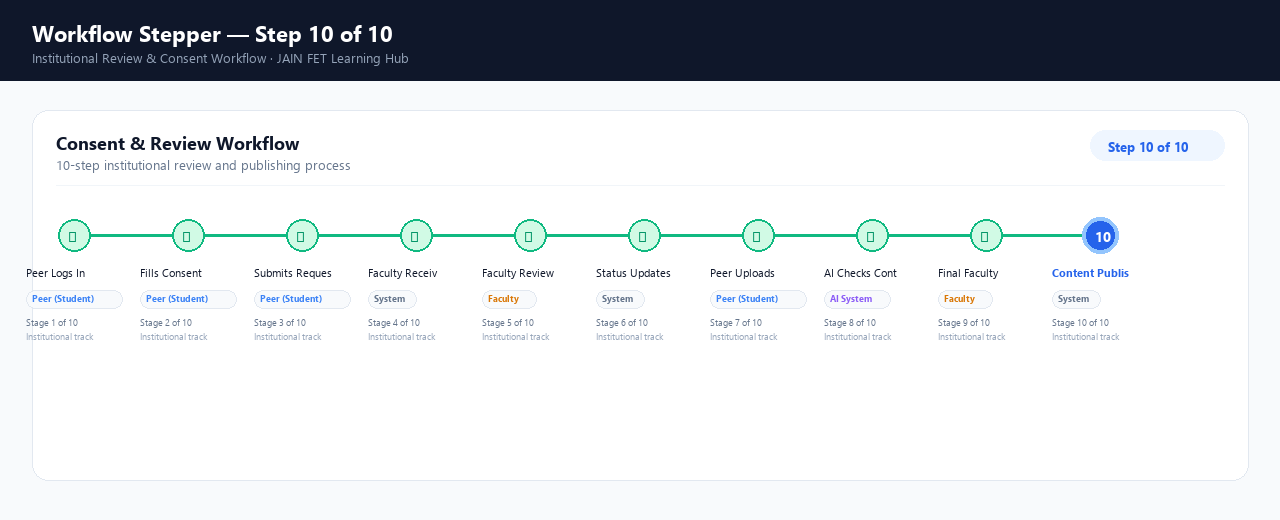 Workflow Stepper — Step 10 of 10
Institutional Review & Consent Workflow · JAIN FET Learning Hub
Consent & Review Workflow
10-step institutional review and publishing process
Step 10 of 10
10
Peer Logs In
Peer (Student)
Stage 1 of 10
Institutional track
Fills Consent
Peer (Student)
Stage 2 of 10
Institutional track
Submits Reques
Peer (Student)
Stage 3 of 10
Institutional track
Faculty Receiv
System
Stage 4 of 10
Institutional track
Faculty Review
Faculty
Stage 5 of 10
Institutional track
Status Updates
System
Stage 6 of 10
Institutional track
Peer Uploads
Peer (Student)
Stage 7 of 10
Institutional track
AI Checks Cont
AI System
Stage 8 of 10
Institutional track
Final Faculty
Faculty
Stage 9 of 10
Institutional track
Content Publis
System
Stage 10 of 10
Institutional track